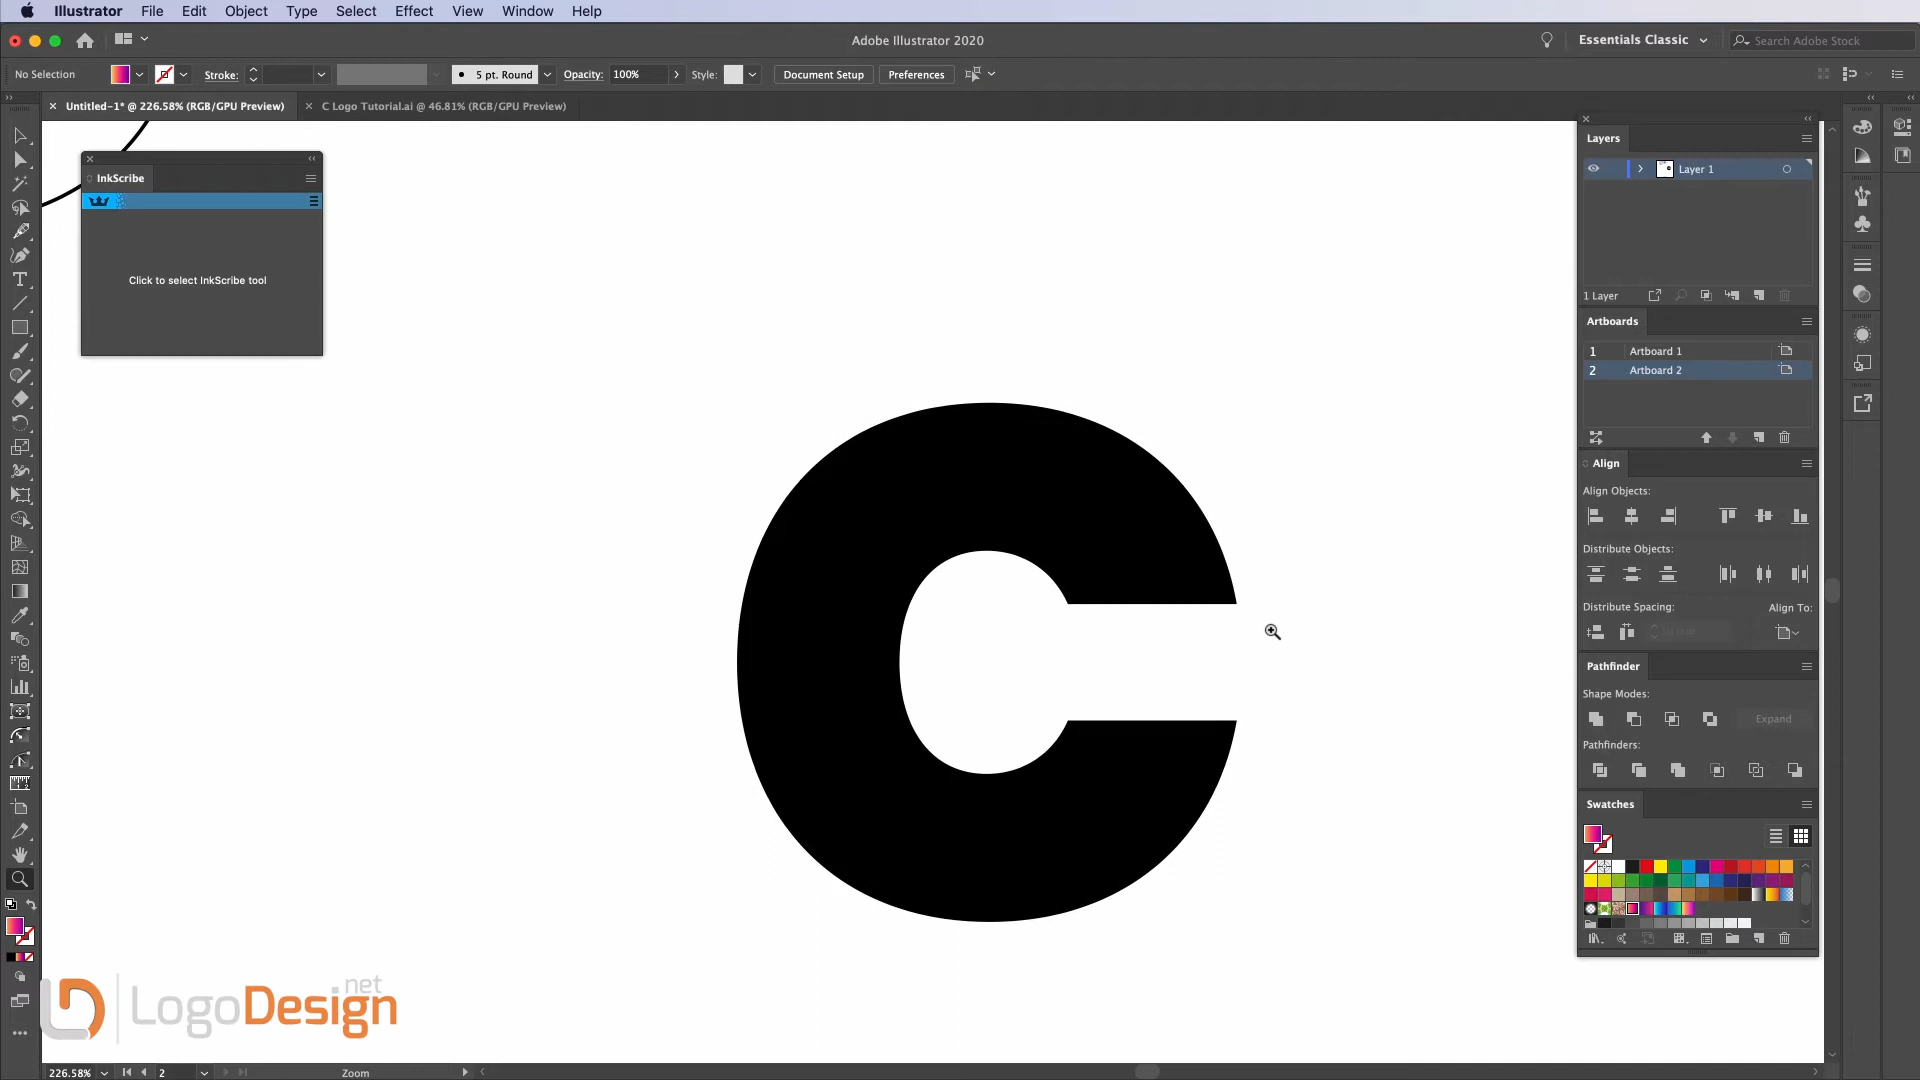 Illustrator File Edit Object Type Select Effect View Window Help
Adobe Illustrator 2020
Essentials Classic
Search Adobe Stock
No Selection
Stroke:
5 pt. Round
Opacity: 100%
Style:
Document Setup
Preferences
Untitled-1* @ 226.58% (RGB/GPU Preview)
C Logo Tutorial.ai @ 46.81% (RGB/GPU Preview)
InkScribe
Click to select InkScribe tool
C
Layers
Layer 1
1 Layer
Artboards
1 Artboard 1
2 Artboard 2
Align
Align Objects:
Distribute Objects:
Distribute Spacing:
Align To:
Pathfinder
Shape Modes:
Expand
Pathfinders:
Swatches
LogoDesign.net
226.58%
2
Zoom